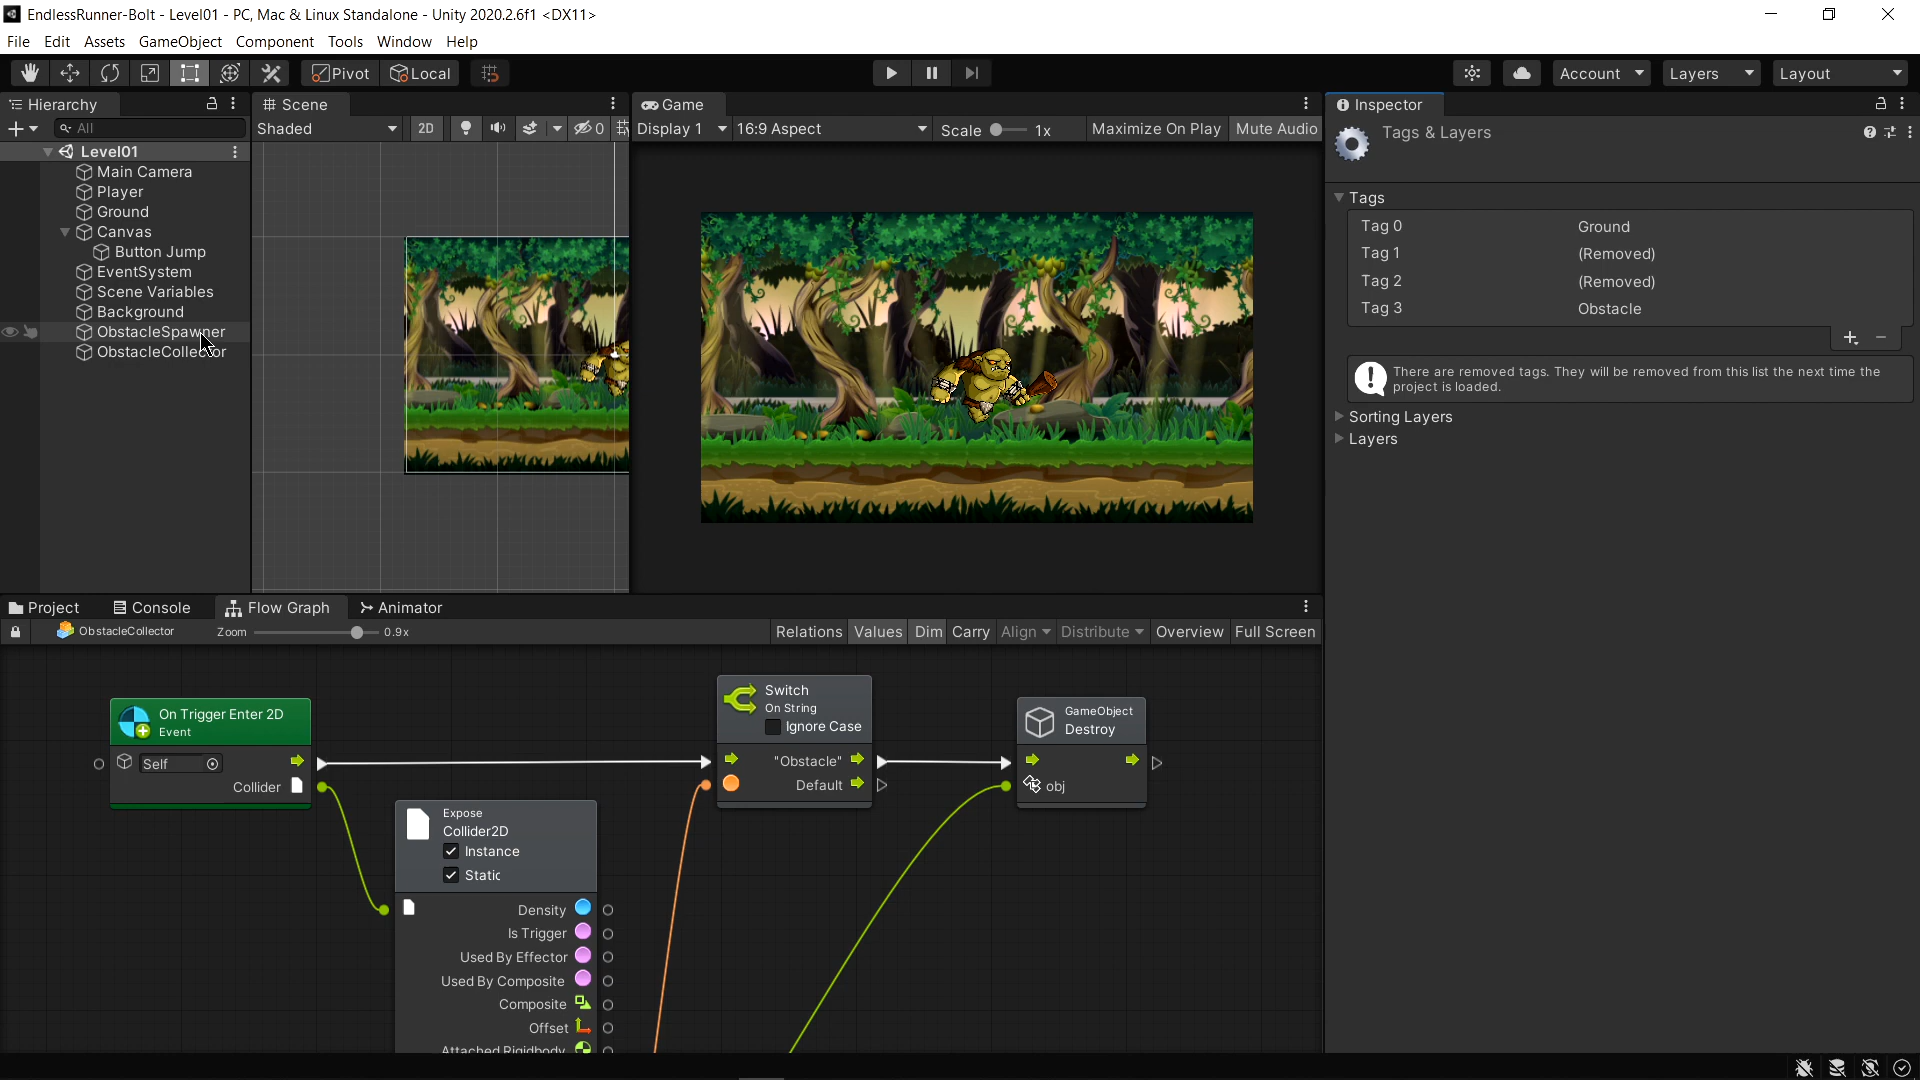 EndlessRunner-Bolt - Level01 - PC, Mac & Linux Standalone - Unity 2020.2.6f1 <DX11>
File Edit Assets GameObject Component Tools Window Help
Pivot Local Account Layers Layout
Hierarchy Scene Game Inspector
All Shaded 2D 0 Display 1 16:9 Aspect Scale 1x Maximize On Play Mute Audio
Tags & Layers
Level01
Main Camera
Player
Ground
Canvas
Button Jump
EventSystem
Scene Variables
Background
ObstacleSpawner
ObstacleCollector
Tags
Tag 0 Ground
Tag 1 (Removed)
Tag 2 (Removed)
Tag 3 Obstacle
There are removed tags. They will be removed from this list the next time the
project is loaded.
Sorting Layers
Layers
Project Console Flow Graph Animator
ObstacleCollector Zoom 0.9x Relations Values Dim Carry Align Distribute Overview Full Screen
On Trigger Enter 2D
Event
Self
Collider
Expose
Collider2D
Instance
Static
Density
Is Trigger
Used By Effector
Used By Composite
Composite
Offset
Attached Rigidbody
Switch
On String
Ignore Case
"Obstacle"
Default
GameObject
Destroy
obj